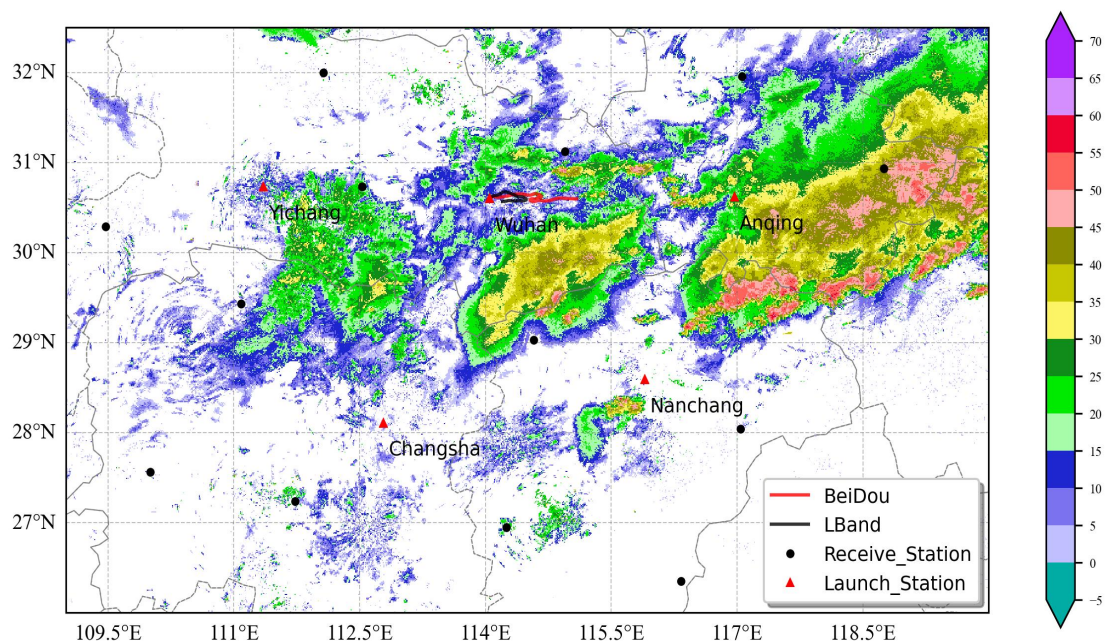 32°N
31°N
30°N
29°N
28°N
27°N
109.5°E
111°E
112.5°E
114°E
115.5°E
117°E
118.5°E
Yichang
Wuhan
Anqing
Nanchang
Changsha
BeiDou
LBand
Receive_Station
Launch_Station
70
65
60
55
50
45
40
35
30
25
20
15
10
5
0
−5